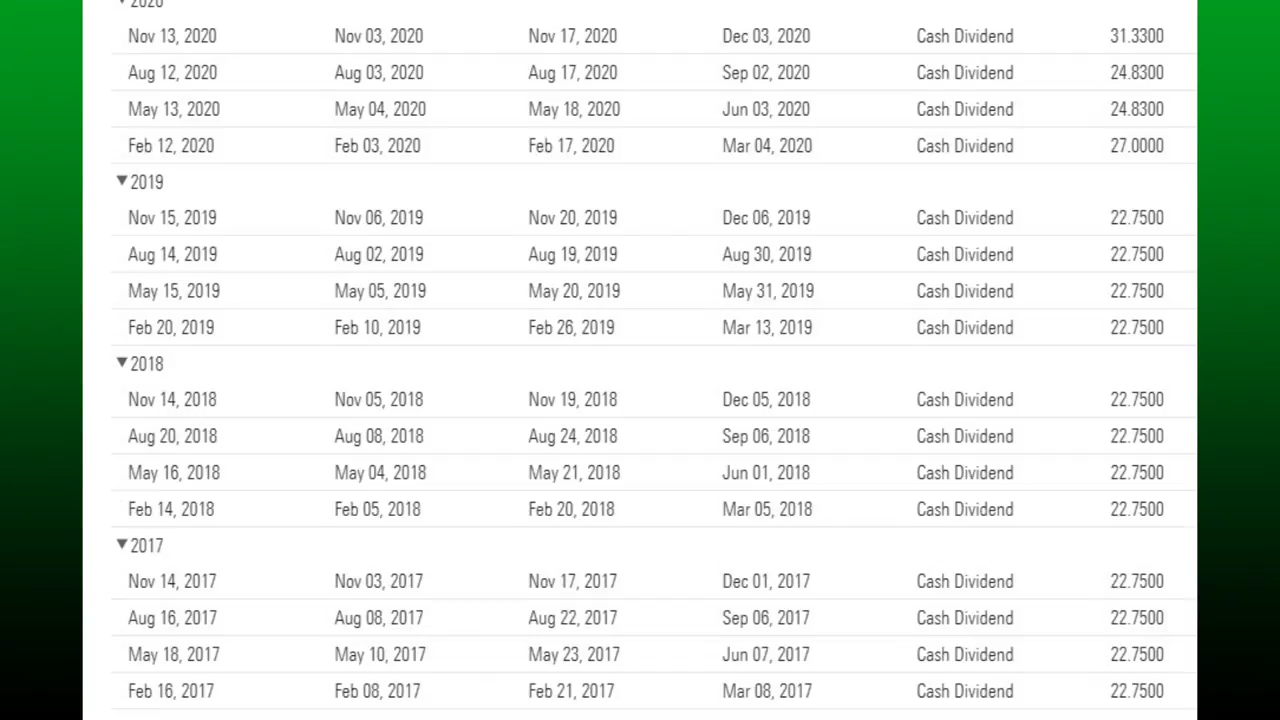 ▼2020
Nov 13, 2020 Nov 03, 2020 Nov 17, 2020 Dec 03, 2020 Cash Dividend 31.3300
Aug 12, 2020 Aug 03, 2020 Aug 17, 2020 Sep 02, 2020 Cash Dividend 24.8300
May 13, 2020 May 04, 2020 May 18, 2020 Jun 03, 2020 Cash Dividend 24.8300
Feb 12, 2020 Feb 03, 2020 Feb 17, 2020 Mar 04, 2020 Cash Dividend 27.0000
▼2019
Nov 15, 2019 Nov 06, 2019 Nov 20, 2019 Dec 06, 2019 Cash Dividend 22.7500
Aug 14, 2019 Aug 02, 2019 Aug 19, 2019 Aug 30, 2019 Cash Dividend 22.7500
May 15, 2019 May 05, 2019 May 20, 2019 May 31, 2019 Cash Dividend 22.7500
Feb 20, 2019 Feb 10, 2019 Feb 26, 2019 Mar 13, 2019 Cash Dividend 22.7500
▼2018
Nov 14, 2018 Nov 05, 2018 Nov 19, 2018 Dec 05, 2018 Cash Dividend 22.7500
Aug 20, 2018 Aug 08, 2018 Aug 24, 2018 Sep 06, 2018 Cash Dividend 22.7500
May 16, 2018 May 04, 2018 May 21, 2018 Jun 01, 2018 Cash Dividend 22.7500
Feb 14, 2018 Feb 05, 2018 Feb 20, 2018 Mar 05, 2018 Cash Dividend 22.7500
▼2017
Nov 14, 2017 Nov 03, 2017 Nov 17, 2017 Dec 01, 2017 Cash Dividend 22.7500
Aug 16, 2017 Aug 08, 2017 Aug 22, 2017 Sep 06, 2017 Cash Dividend 22.7500
May 18, 2017 May 10, 2017 May 23, 2017 Jun 07, 2017 Cash Dividend 22.7500
Feb 16, 2017 Feb 08, 2017 Feb 21, 2017 Mar 08, 2017 Cash Dividend 22.7500